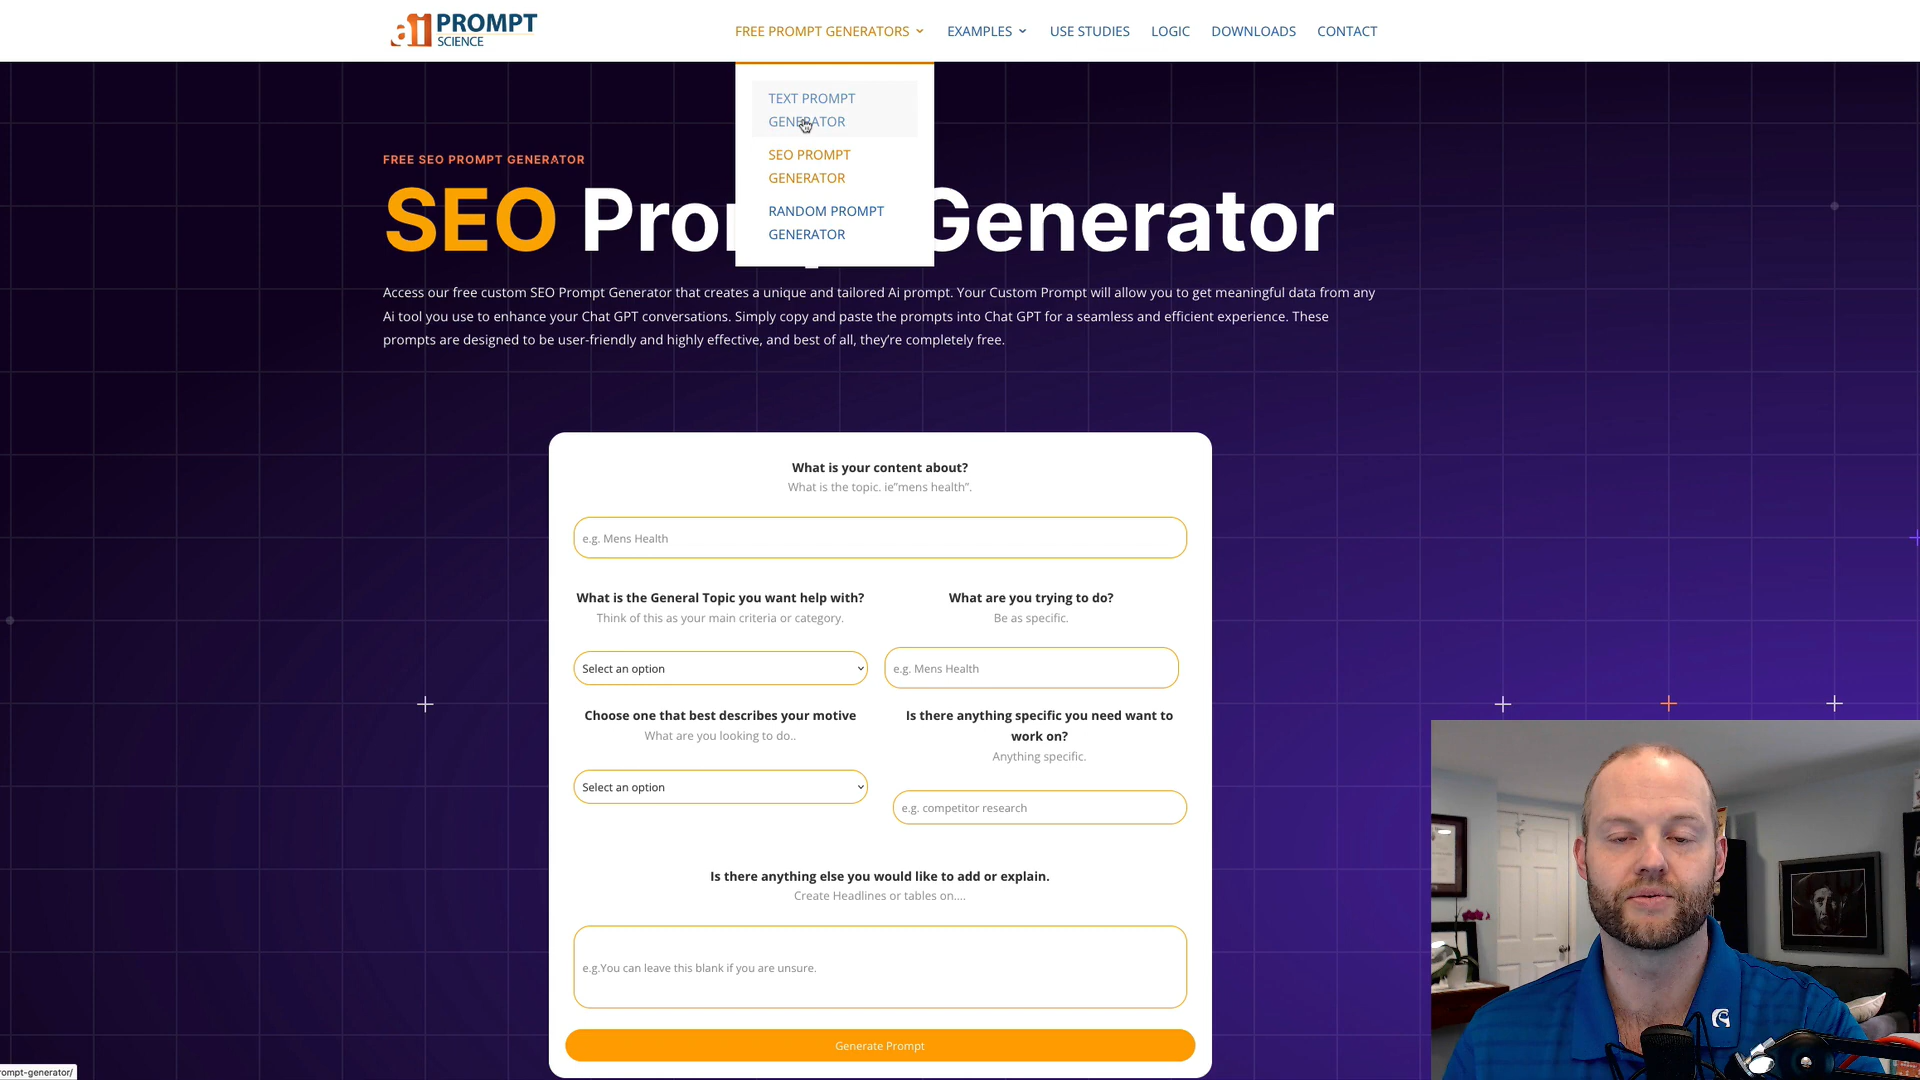 ai PROMPT
SCIENCE
FREE PROMPT GENERATORS
EXAMPLES
USE STUDIES
LOGIC
DOWNLOADS
CONTACT
TEXT PROMPT
GENERATOR
SEO PROMPT
GENERATOR
RANDOM PROMPT
GENERATOR
FREE SEO PROMPT GENERATOR
SEO Pro Generator
Access our free custom SEO Prompt Generator that creates a unique and tailored Ai prompt. Your Custom Prompt will allow you to get meaningful data from any
Ai tool you use to enhance your Chat GPT conversations. Simply copy and paste the prompts into Chat GPT for a seamless and efficient experience. These
prompts are designed to be user-friendly and highly effective, and best of all, they're completely free.
What is your content about?
What is the topic. ie"mens health".
e.g. Mens Health
What is the General Topic you want help with?
Think of this as your main criteria or category.
Select an option
What are you trying to do?
Be as specific.
e.g. Mens Health
Choose one that best describes your motive
What are you looking to do..
Select an option
Is there anything specific you need want to
work on?
Anything specific.
e.g. competitor research
Is there anything else you would like to add or explain.
Create Headlines or tables on....
e.g.You can leave this blank if you are unsure.
Generate Prompt
rompt-generator/